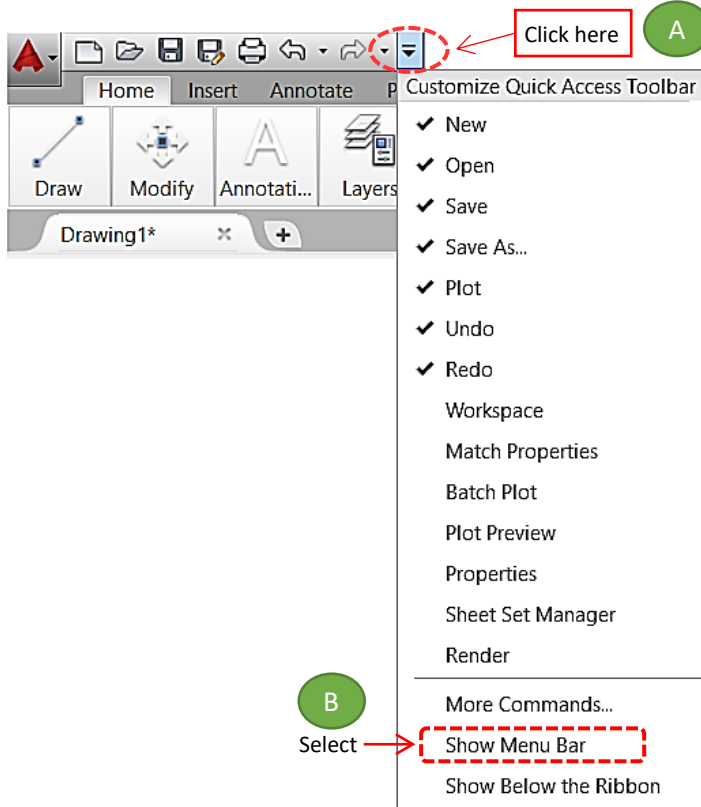 Click here
A
Home Insert Annotate P
Customize Quick Access Toolbar
Draw Modify Annotati... Layers
Drawing1*
✔ New
✔ Open
✔ Save
✔ Save As...
✔ Plot
✔ Undo
✔ Redo
Workspace
Match Properties
Batch Plot
Plot Preview
Properties
Sheet Set Manager
Render
More Commands...
B
Select
Show Menu Bar
Show Below the Ribbon